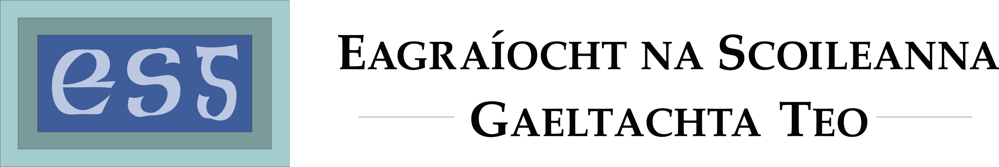 esg
EAGRAÍOCHT NA SCOILEANNA
GAELTACHTA TEO